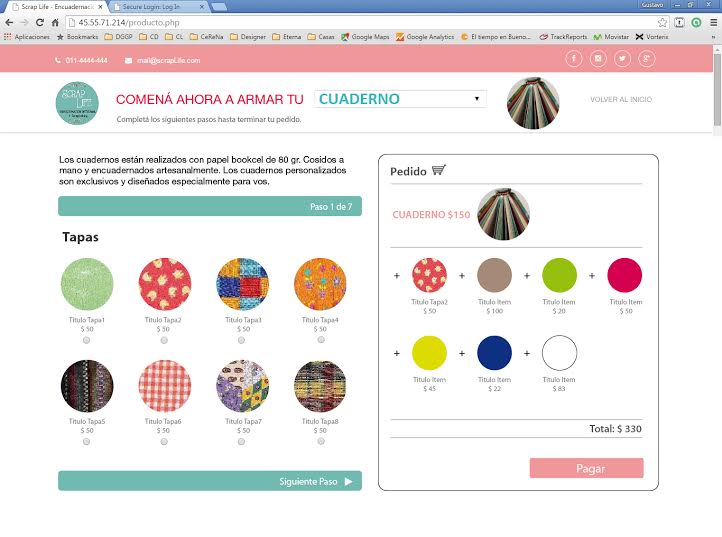 Scrap Life - Encuadernació
Secure Login: Log In
Gustavo
45.55.71.214/producto.php
Aplicaciones Bookmarks DGGP CD CL CeReNa Designer Eterna Casas Google Maps Google Analytics El tiempo en Bueno... TrackReports Movistar Vorterix
011-4444-444 mail@scrapLife.com
SCRAP
LIFE
COMENÁ AHORA A ARMAR TU CUADERNO
VOLVER AL INICIO
Completá los siguientes pasos hasta terminar tu pedido.
Los cuadernos están realizados con papel bookcel de 80 gr. Cosidos a
mano y encuadernados artesanalmente. Los cuadernos personalizados
son exclusivos y diseñados especialmente para vos.
Paso 1 de 7
Tapas
Titulo Tapa1 Titulo Tapa2 Titulo Tapa3 Titulo Tapa4
$ 50 $ 50 $ 50 $ 50
Titulo Tapa5 Titulo Tapa6 Titulo Tapa7 Titulo Tapa8
$ 50 $ 50 $ 50 $ 50
Siguiente Paso
Pedido
CUADERNO $150
+ + + +
Titulo Tapa2 Titulo Item Titulo Item Titulo Item
$ 50 $ 100 $ 20 $ 50
+ + +
Titulo Item Titulo Item Titulo Item
$ 45 $ 22 $ 83
Total: $ 330
Pagar